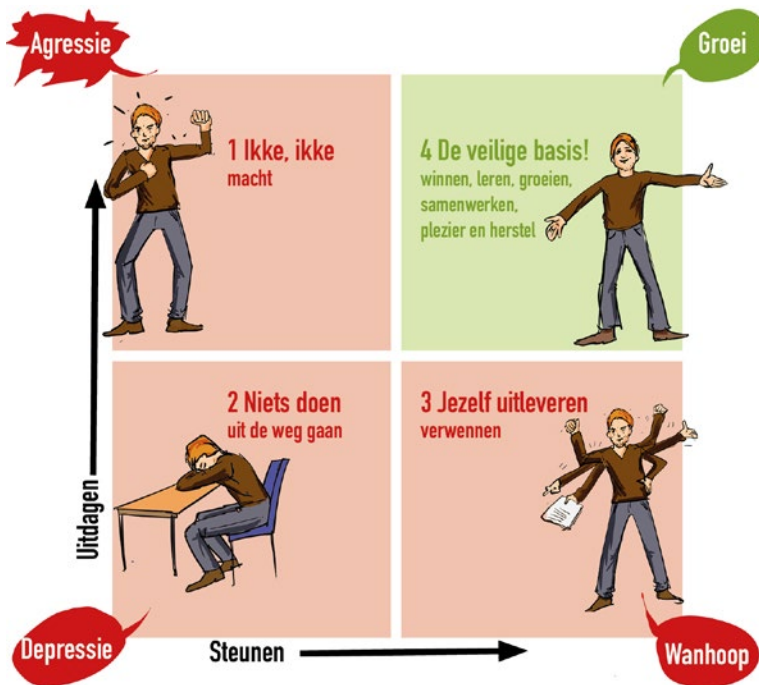 Agressie
Groei
1 Ikke, ikke
macht
4 De veilige basis!
winnen, leren, groeien,
samenwerken,
plezier en herstel
2 Niets doen
uit de weg gaan
3 Jezelf uitleveren
verwennen
Uitdagen
Depressie
Steunen
Wanhoop